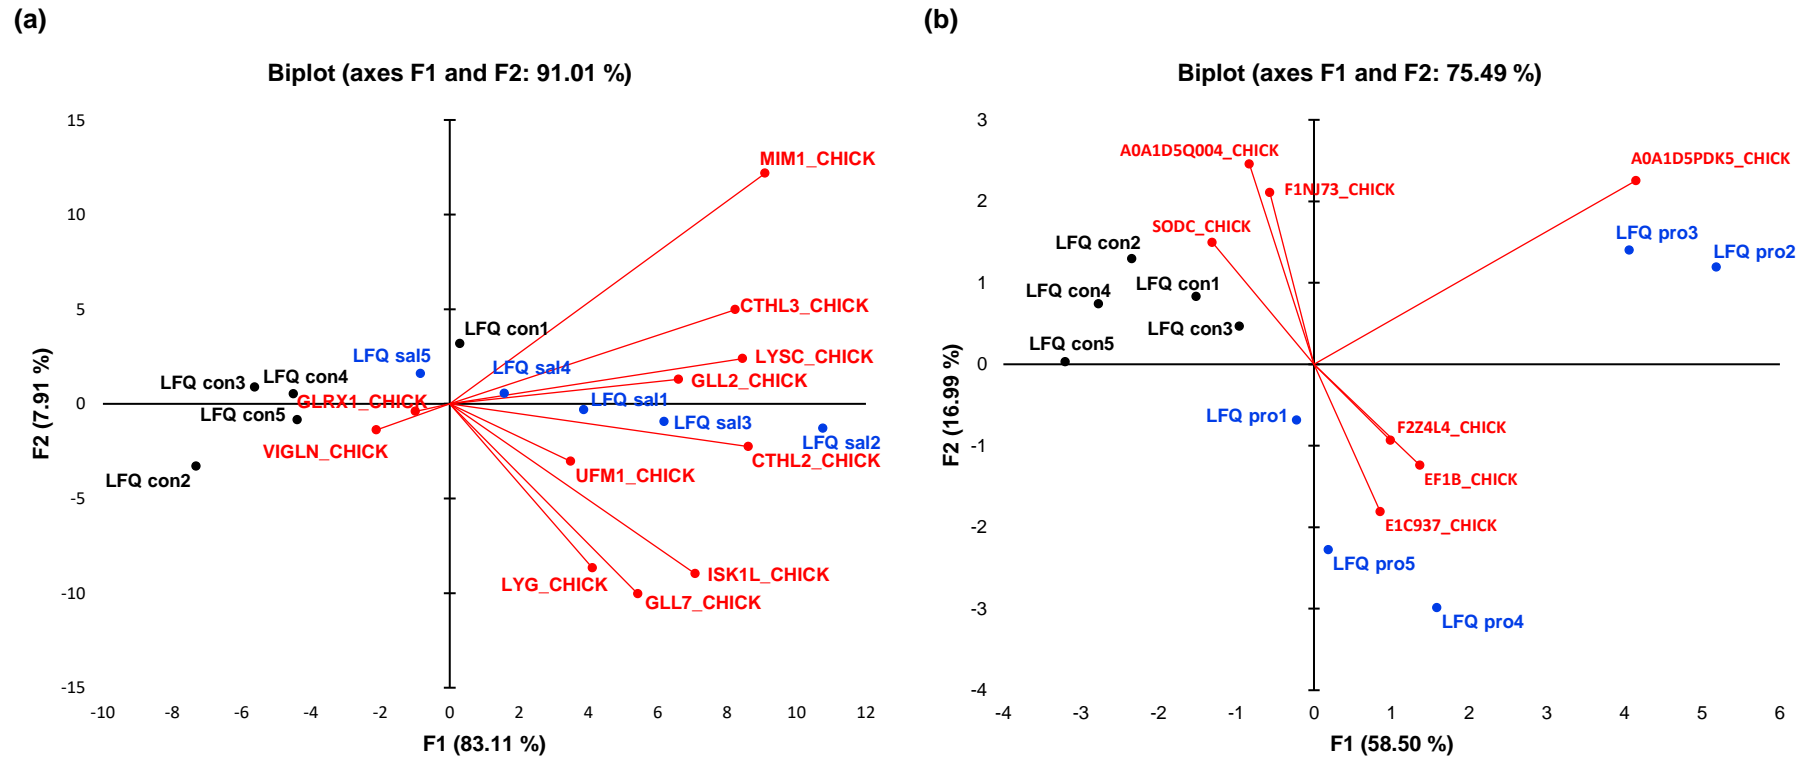 (a)
Biplot (axes F1 and F2: 91.01 %)
15
10
5
0
-5
-10
-15
F2 (7.91 %)
MIM1_CHICK
CTHL3_CHICK
LFQ con1
LFQ sal5
LYSC_CHICK
LFQ sal4
GLL2_CHICK
LFQ con3
LFQ con4
GLRX1_CHICK
LFQ sal1
LFQ con5
LFQ sal3
LFQ sal2
VIGLN_CHICK
CTHL2_CHICK
UFM1_CHICK
LFQ con2
ISK1L_CHICK
LYG_CHICK
GLL7_CHICK
-10 -8 -6 -4 -2 0 2 4 6 8 10 12
F1 (83.11 %)
(b)
Biplot (axes F1 and F2: 75.49 %)
3
2
1
0
-1
-2
-3
-4
F2 (16.99 %)
A0A1D5Q004_CHICK
A0A1D5PDK5_CHICK
F1NJ73_CHICK
SODC_CHICK
LFQ pro3
LFQ con2
LFQ pro2
LFQ con1
LFQ con4
LFQ con3
LFQ con5
LFQ pro1
F2Z4L4_CHICK
EF1B_CHICK
E1C937_CHICK
LFQ pro5
LFQ pro4
-4 -3 -2 -1 0 1 2 3 4 5 6
F1 (58.50 %)